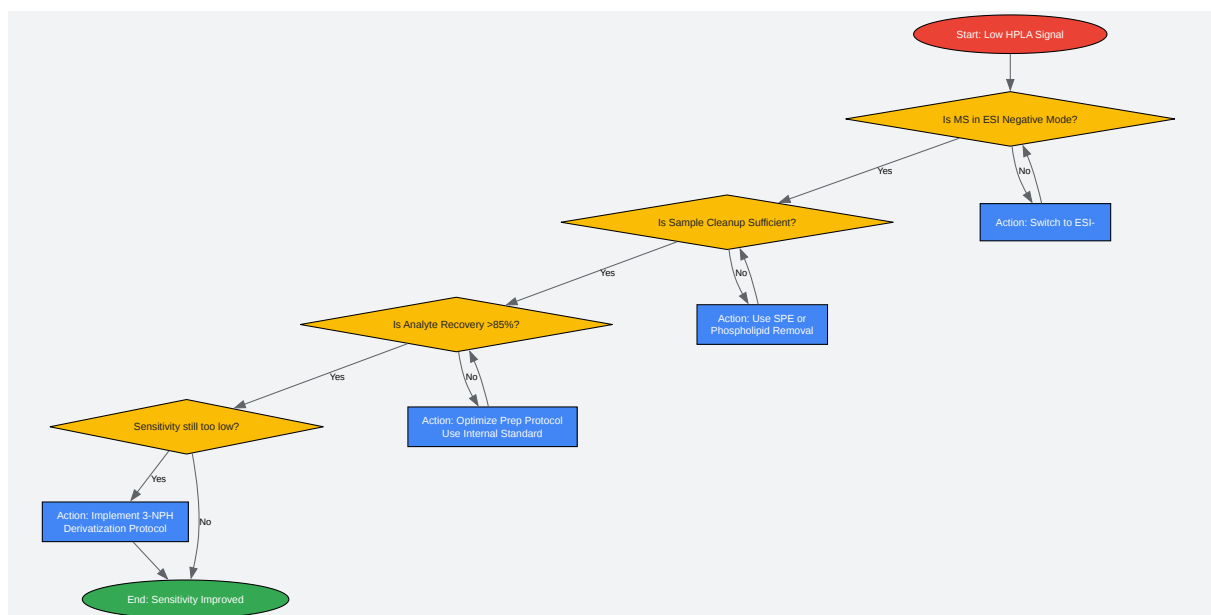 Start: Low HPLA Signal
Is MS in ESI Negative Mode?
Yes
No
Action: Switch to ESI-
Is Sample Cleanup Sufficient?
Yes
No
Action: Use SPE or
Phospholipid Removal
Is Analyte Recovery >85%?
Yes
No
Action: Optimize Prep Protocol
Use Internal Standard
Sensitivity still too low?
Yes
No
Action: Implement 3-NPH
Derivatization Protocol
End: Sensitivity Improved